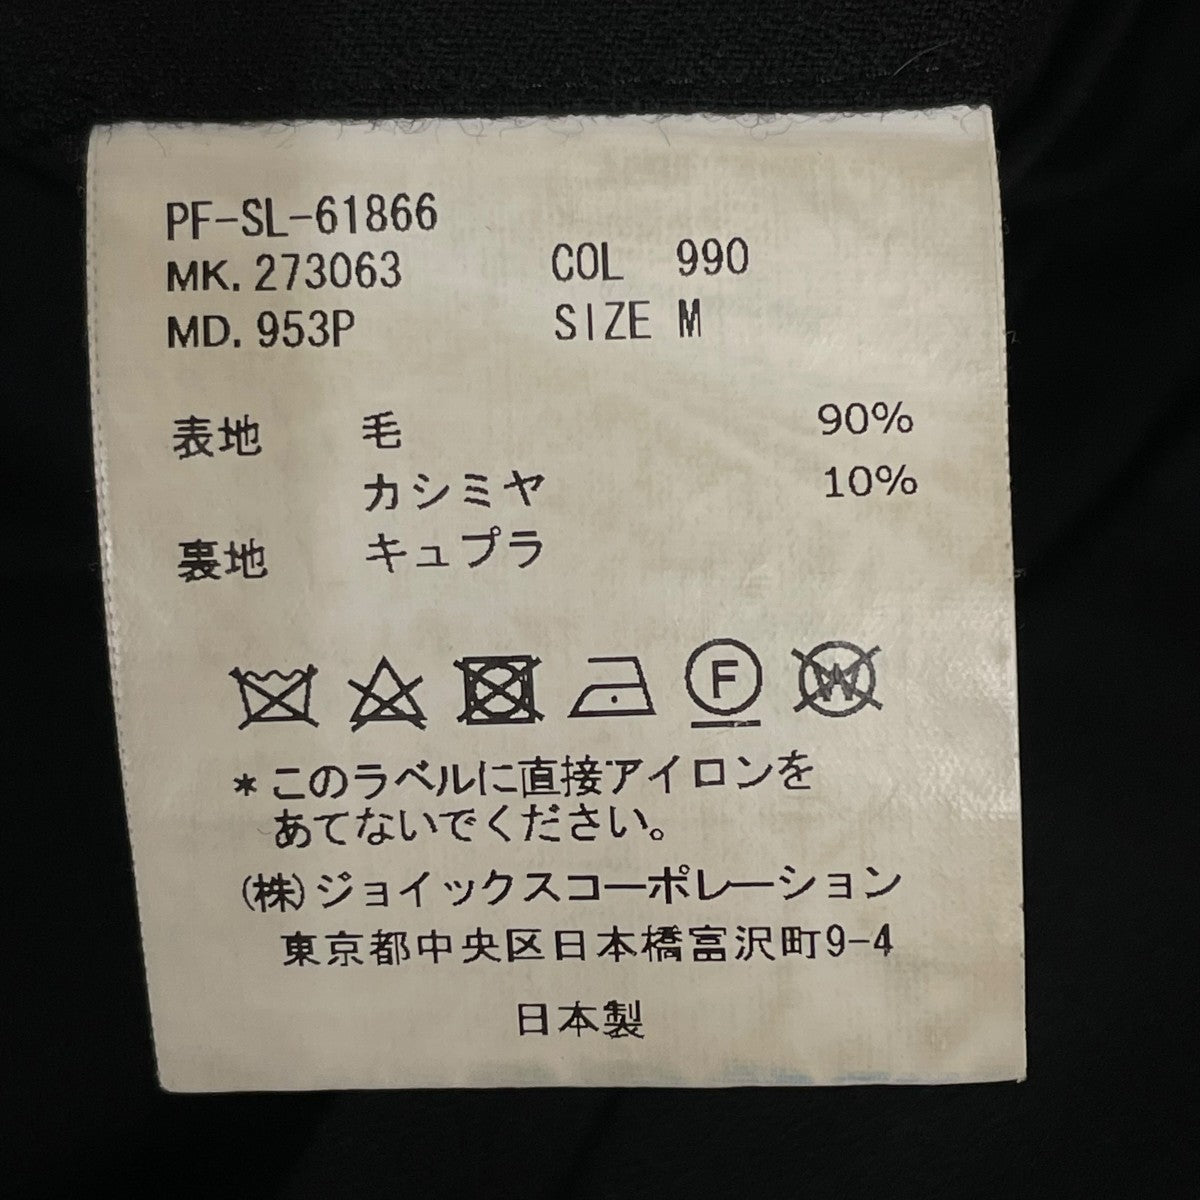 PF-SL-61866
MK. 273063 COL 990
MD. 953P SIZE M
表地 毛 90%
カシミヤ 10%
裏地 キュプラ
F W
*このラベルに直接アイロンを
あてないでください。
(株)ジョイックスコーポレーション
東京都中央区日本橋富沢町9-4
日本製